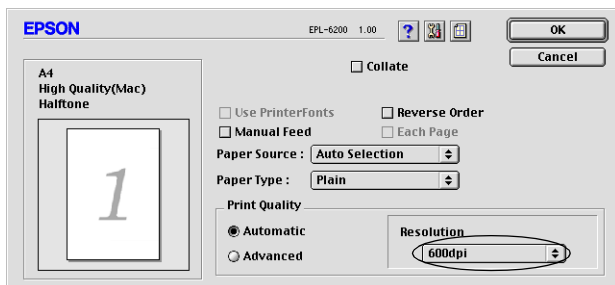 EPSON
EPL-6200 1.00
?
OK
Cancel
A4
High Quality(Mac)
Halftone
1
Collate
Use PrinterFonts
Reverse Order
Manual Feed
Each Page
Paper Source : Auto Selection
Paper Type : Plain
Print Quality
Automatic
Advanced
Resolution
600dpi